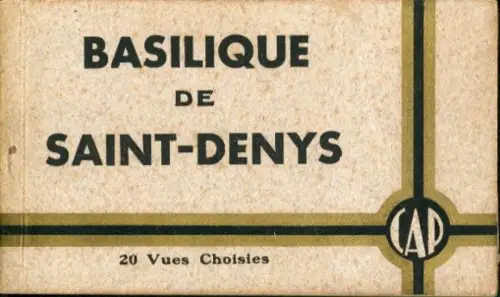 BASILIQUE
DE
SAINT-DENYS
CAP
20 Vues Choisies